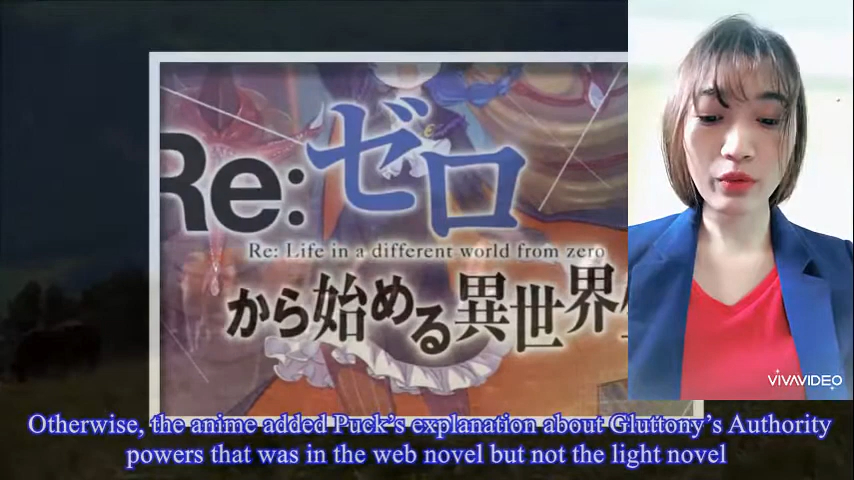 Re:ゼロ
Re: Life in a different world from zero
から始める異世界
VIVAVIDEO
Otherwise, the anime added Puck's explanation about Gluttony's Authority
powers that was in the web novel but not the light novel